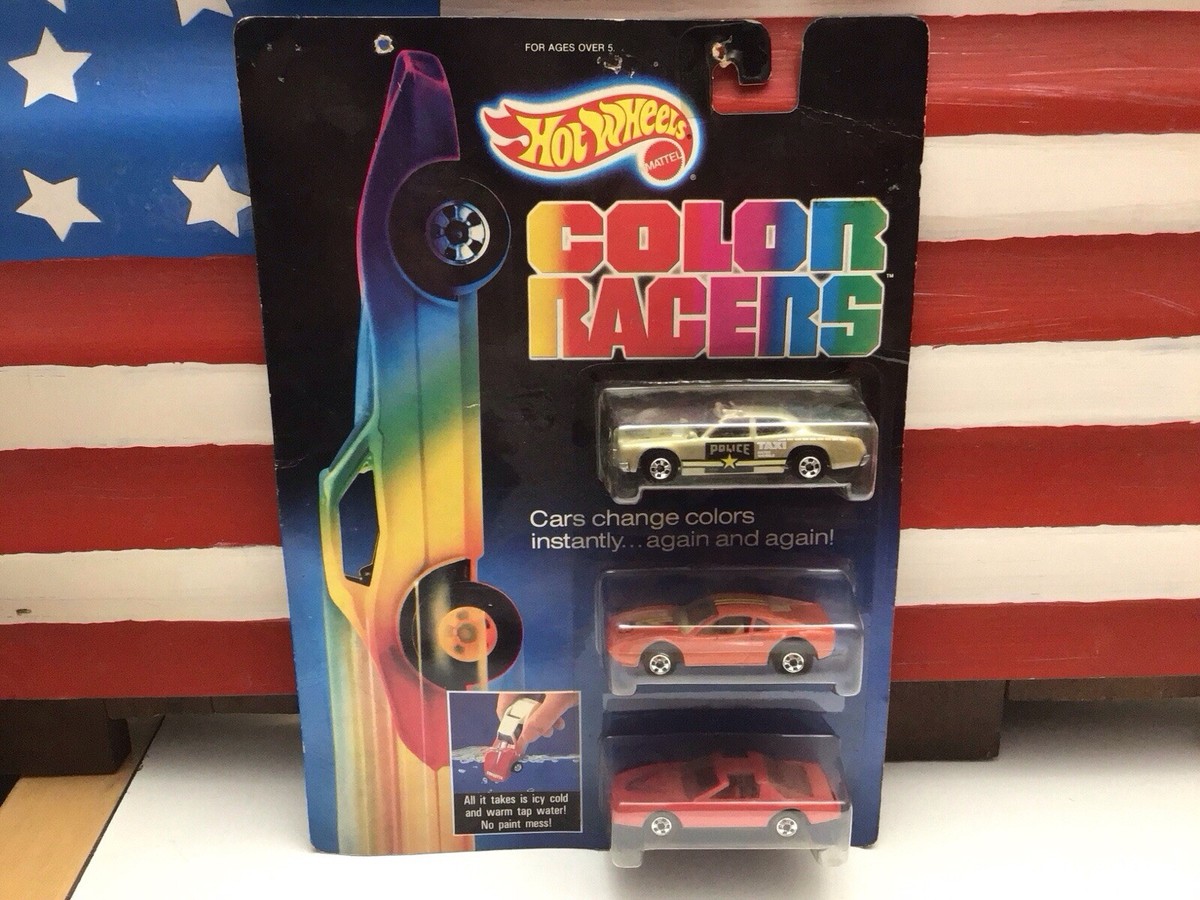 FOR AGES OVER 5.
HOT WHEELS®
MATTEL
COLOR
RACERS™
POLICE
TAXI
Cars change colors
instantly...again and again!
All it takes is icy cold
and warm tap water!
No paint mess!